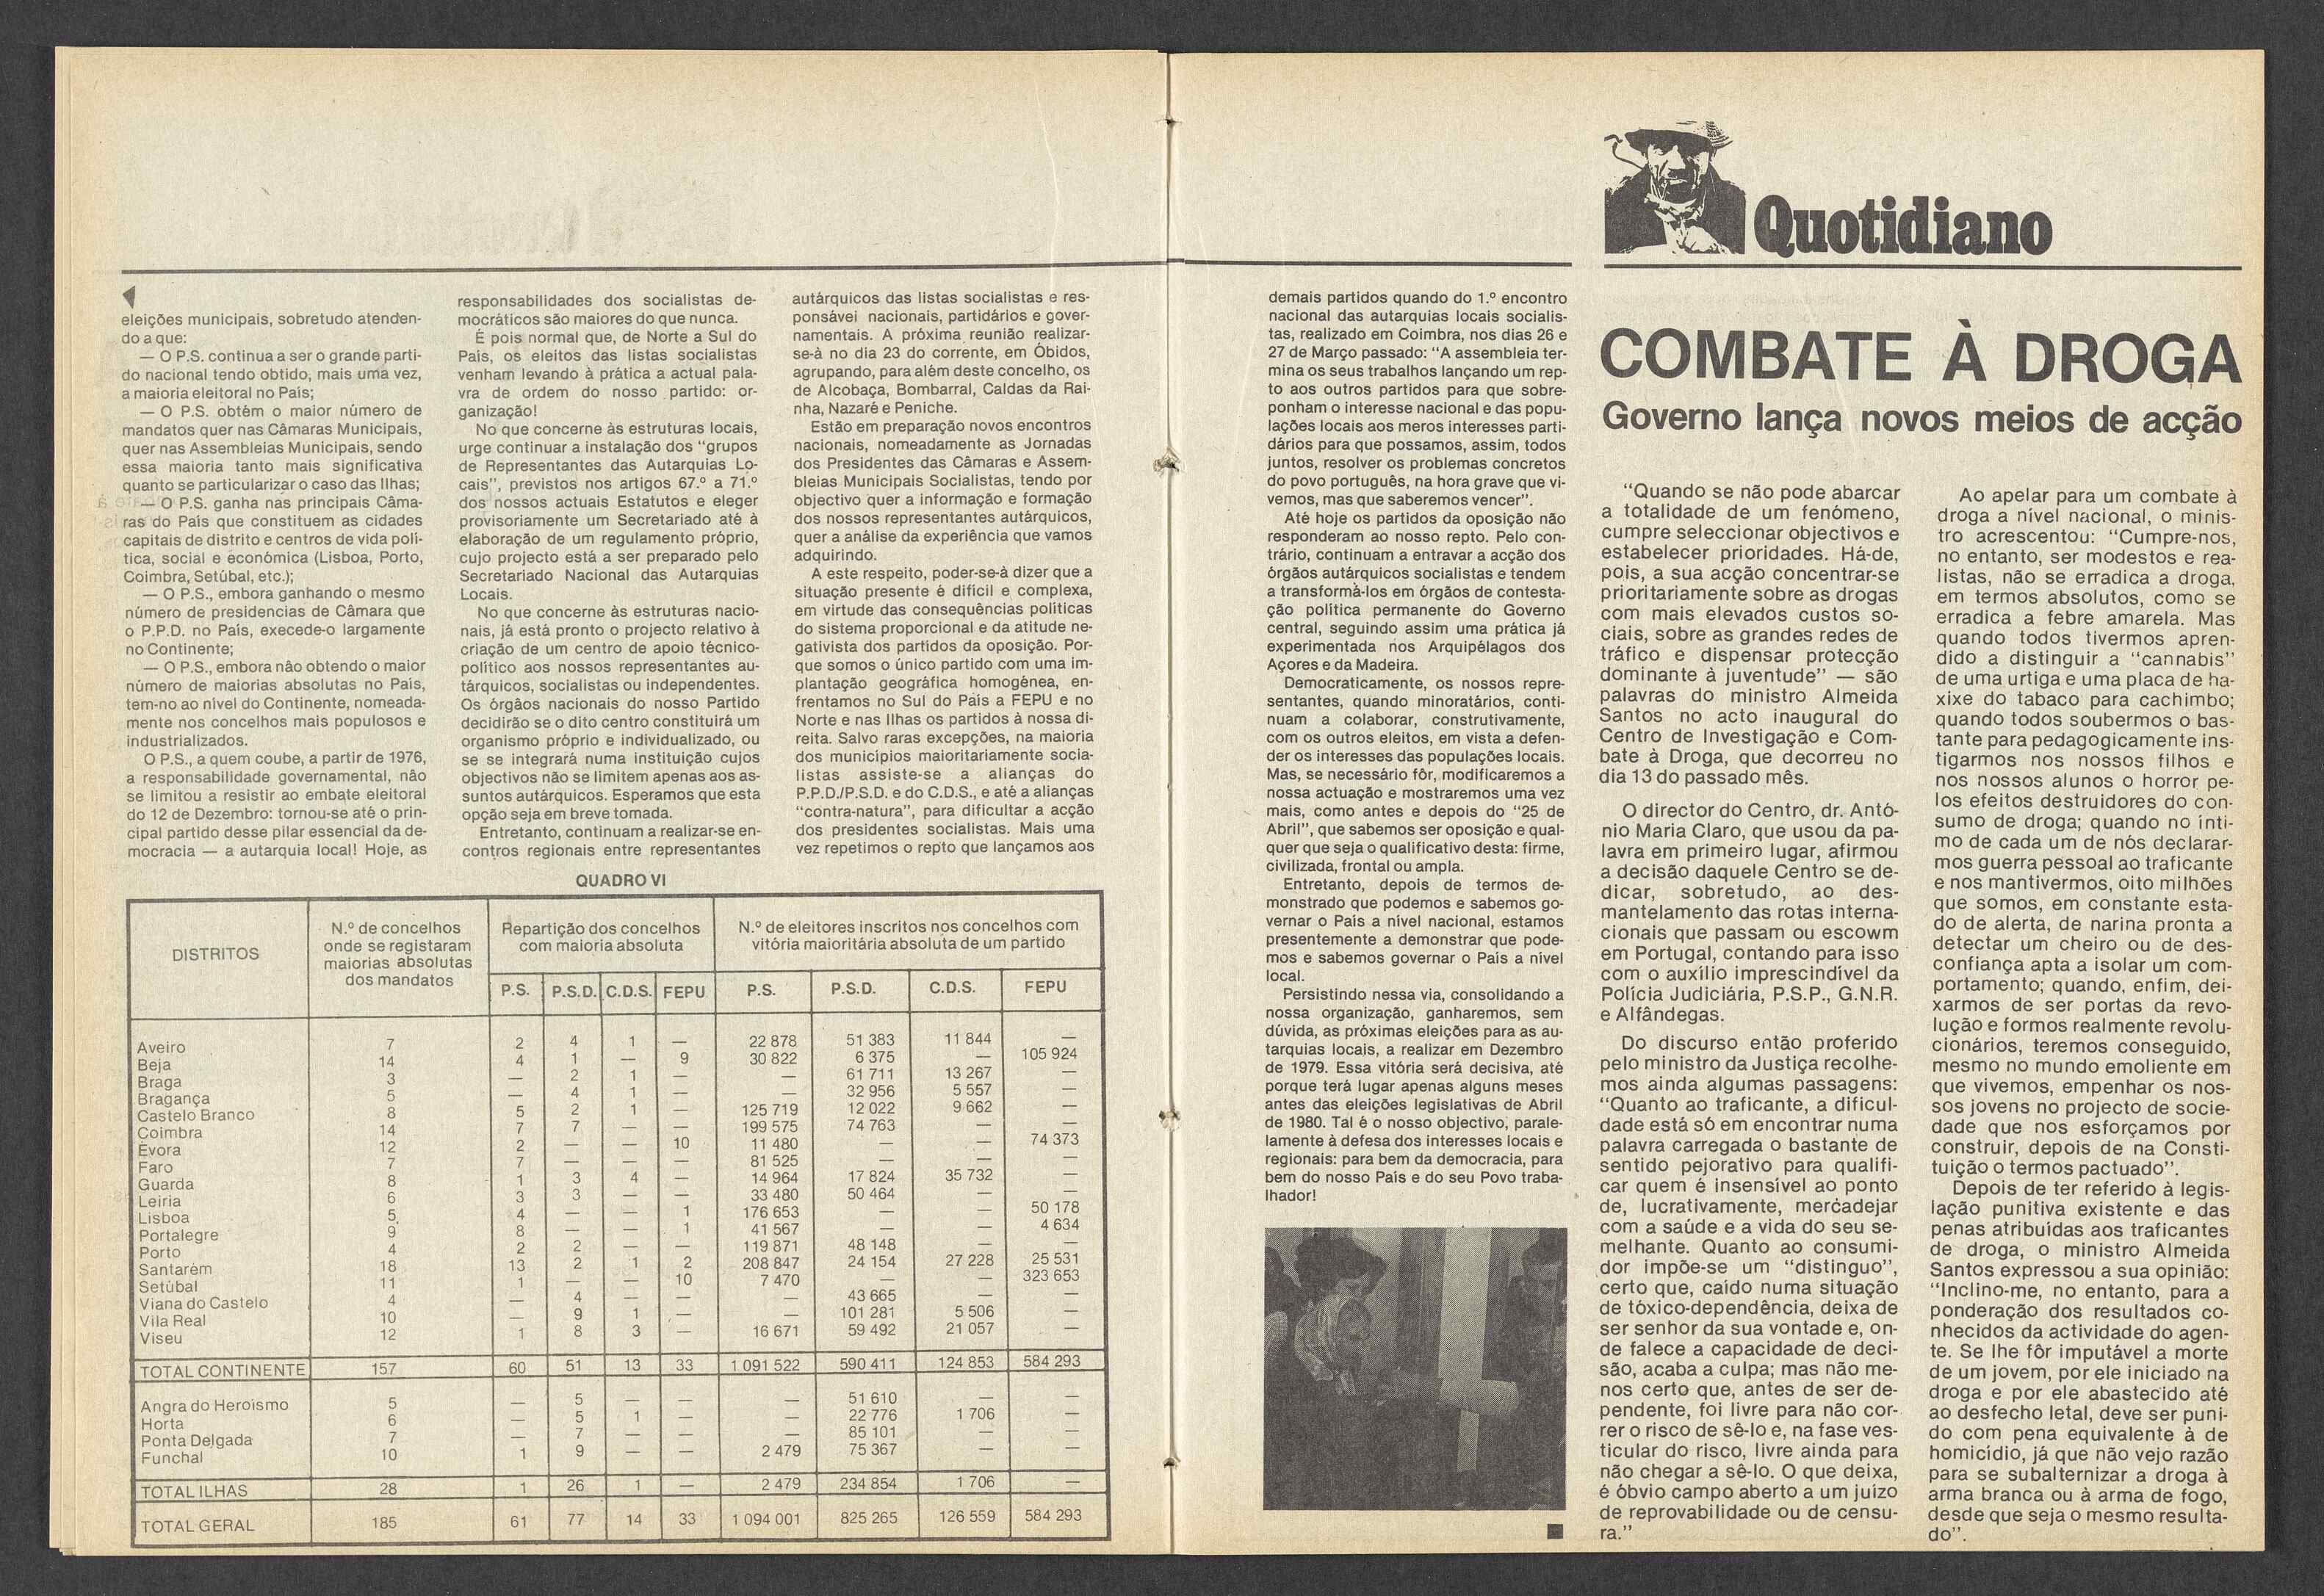 eleições municipais, sobretudo atenden-
do a que:
— O P.S. continua a ser o grande parti-
do nacional tendo obtido, mais uma vez,
a maioria eleitoral no País;
— O P.S. obtém o maior número de
mandatos quer nas Câmaras Municipais,
quer nas Assembleias Municipais, sendo
essa maioria tanto mais significativa
quanto se particularizar o caso das Ilhas;
— O P.S. ganha nas principais Câma-
ras do País que constituem as cidades
capitais de distrito e centros de vida polí-
tica, social e económica (Lisboa, Porto,
Coimbra, Setúbal, etc.);
— O P.S., embora ganhando o mesmo
número de presidencias de Câmara que
o P.P.D. no País, execede-o largamente
no Continente;
— O P.S., embora não obtendo o maior
número de maiorias absolutas no País,
tem-no ao nível do Continente, nomeada-
mente nos concelhos mais populosos e
industrializados.
O P.S., a quem coube, a partir de 1976,
a responsabilidade governamental, não
se limitou a resistir ao embate eleitoral
do 12 de Dezembro: tornou-se até o prin-
cipal partido desse pilar essencial da de-
mocracia — a autarquia local! Hoje, as
responsabilidades dos socialistas de-
mocráticos são maiores do que nunca.
É pois normal que, de Norte a Sul do
País, os eleitos das listas socialistas
venham levando à prática a actual pala-
vra de ordem do nosso partido: or-
ganização!
No que concerne às estruturas locais,
urge continuar a instalação dos "grupos
de Representantes das Autarquias Lo-
cais", previstos nos artigos 67.º a 71.º
dos nossos actuais Estatutos e eleger
provisoriamente um Secretariado até à
elaboração de um regulamento próprio,
cujo projecto está a ser preparado pelo
Secretariado Nacional das Autarquias
Locais.
No que concerne às estruturas nacio-
nais, já está pronto o projecto relativo à
criação de um centro de apoio técnico-
político aos nossos representantes au-
tárquicos, socialistas ou independentes.
Os órgãos nacionais do nosso Partido
decidirão se o dito centro constituirá um
organismo próprio e individualizado, ou
se se integrará numa instituição cujos
objectivos não se limitem apenas aos as-
suntos autárquicos. Esperamos que esta
opção seja em breve tomada.
Entretanto, continuam a realizar-se en-
contros regionais entre representantes
autárquicos das listas socialistas e res-
ponsávei nacionais, partidários e gover-
namentais. A próxima reunião realizar-
se-à no dia 23 do corrente, em Óbidos,
agrupando, para além deste concelho, os
de Alcobaça, Bombarral, Caldas da Rai-
nha, Nazaré e Peniche.
Estão em preparação novos encontros
nacionais, nomeadamente as Jornadas
dos Presidentes das Câmaras e Assem-
bleias Municipais Socialistas, tendo por
objectivo quer a informação e formação
dos nossos representantes autárquicos,
quer a análise da experiência que vamos
adquirindo.
A este respeito, poder-se-à dizer que a
situação presente é difícil e complexa,
em virtude das consequências políticas
do sistema proporcional e da atitude ne-
gativista dos partidos da oposição. Por-
que somos o único partido com uma im-
plantação geográfica homogénea, en-
frentamos no Sul do País a FEPU e no
Norte e nas Ilhas os partidos à nossa di-
reita. Salvo raras excepções, na maioria
dos municípios maioritariamente socia-
listas assiste-se a alianças do
P.P.D./P.S.D. e do C.D.S., e até a alianças
"contra-natura", para dificultar a acção
dos presidentes socialistas. Mais uma
vez repetimos o repto que lançamos aos
QUADRO VI
DISTRITOS
N.º de concelhos
onde se registaram
maiorias absolutas
dos mandatos
Repartição dos concelhos
com maioria absoluta
N.º de eleitores inscritos nos concelhos com
vitória maioritária absoluta de um partido
P.S. P.S.D. C.D.S. FEPU P.S. P.S.D. C.D.S. FEPU
Aveiro 7 2 4 1 — 22 878 51 383 11 844 —
Beja 14 4 1 — 9 30 822 6 375 — 105 924
Braga 3 — 2 1 — — 61 711 13 267 —
Bragança 5 — 4 1 — — 32 956 5 557 —
Castelo Branco 8 5 2 1 — 125 719 12 022 9 662 —
Coimbra 14 7 7 — — 199 575 74 763 — —
Évora 12 2 — — 10 11 480 — — 74 373
Faro 7 7 — — — 81 525 — — —
Guarda 8 1 3 4 — 14 964 17 824 35 732 —
Leiria 6 3 3 — — 33 480 50 464 — —
Lisboa 5 4 — — 1 176 653 — — 50 178
Portalegre 9 8 — — 1 41 567 — — 4 634
Porto 4 2 2 — — 119 871 48 148 — —
Santarém 18 13 2 1 2 208 847 24 154 27 228 25 531
Setúbal 11 1 — — 10 7 470 — — 323 653
Viana do Castelo 4 — 4 — — — 43 665 — —
Vila Real 10 — 9 1 — — 101 281 5 506 —
Viseu 12 1 8 3 — 16 671 59 492 21 057 —
TOTAL CONTINENTE 157 60 51 13 33 1 091 522 590 411 124 853 584 293
Angra do Heroísmo 5 — 5 — — — 51 610 — —
Horta 6 — 5 1 — — 22 776 1 706 —
Ponta Delgada 7 — 7 — — — 85 101 — —
Funchal 10 1 9 — — 2 479 75 367 — —
TOTAL ILHAS 28 1 26 1 — 2 479 234 854 1 706 —
TOTAL GERAL 185 61 77 14 33 1 094 001 825 265 126 559 584 293
demais partidos quando do 1.º encontro
nacional das autarquias locais socialis-
tas, realizado em Coimbra, nos dias 26 e
27 de Março passado: "A assembleia ter-
mina os seus trabalhos lançando um rep-
to aos outros partidos para que sobre-
ponham o interesse nacional e das popu-
lações locais aos meros interesses parti-
dários para que possamos, assim, todos
juntos, resolver os problemas concretos
do povo português, na hora grave que vi-
vemos, mas que saberemos vencer".
Até hoje os partidos da oposição não
responderam ao nosso repto. Pelo con-
trário, continuam a entravar a acção dos
órgãos autárquicos socialistas e tendem
a transformá-los em órgãos de contesta-
ção política permanente do Governo
central, seguindo assim uma prática já
experimentada nos Arquipélagos dos
Açores e da Madeira.
Democraticamente, os nossos repre-
sentantes, quando minoratários, conti-
nuam a colaborar, construtivamente,
com os outros eleitos, em vista a defen-
der os interesses das populações locais.
Mas, se necessário fôr, modificaremos a
nossa actuação e mostraremos uma vez
mais, como antes e depois do "25 de
Abril", que sabemos ser oposição e qual-
quer que seja o qualificativo desta: firme,
civilizada, frontal ou ampla.
Entretanto, depois de termos de-
monstrado que podemos e sabemos go-
vernar o País a nível nacional, estamos
presentemente a demonstrar que pode-
mos e sabemos governar o País a nível
local.
Persistindo nessa via, consolidando a
nossa organização, ganharemos, sem
dúvida, as próximas eleições para as au-
tarquias locais, a realizar em Dezembro
de 1979. Essa vitória será decisiva, até
porque terá lugar apenas alguns meses
antes das eleições legislativas de Abril
de 1980. Tal é o nosso objectivo, parale-
lamente à defesa dos interesses locais e
regionais: para bem da democracia, para
bem do nosso País e do seu Povo traba-
lhador!
Quotidiano
COMBATE À DROGA
Governo lança novos meios de acção
"Quando se não pode abarcar
a totalidade de um fenómeno,
cumpre seleccionar objectivos e
estabelecer prioridades. Há-de,
pois, a sua acção concentrar-se
prioritariamente sobre as drogas
com mais elevados custos so-
ciais, sobre as grandes redes de
tráfico e dispensar protecção
dominante à juventude" — são
palavras do ministro Almeida
Santos no acto inaugural do
Centro de Investigação e Com-
bate à Droga, que decorreu no
dia 13 do passado mês.
O director do Centro, dr. Antó-
nio Maria Claro, que usou da pa-
lavra em primeiro lugar, afirmou
a decisão daquele Centro se de-
dicar, sobretudo, ao des-
mantelamento das rotas interna-
cionais que passam ou escowm
em Portugal, contando para isso
com o auxílio imprescindível da
Polícia Judiciária, P.S.P., G.N.R.
e Alfândegas.
Do discurso então proferido
pelo ministro da Justiça recolhe-
mos ainda algumas passagens:
"Quanto ao traficante, a dificul-
dade está só em encontrar numa
palavra carregada o bastante de
sentido pejorativo para qualifi-
car quem é insensível ao ponto
de, lucrativamente, mercadejar
com a saúde e a vida do seu se-
melhante. Quanto ao consumi-
dor impõe-se um "distinguo",
certo que, caído numa situação
de tóxico-dependência, deixa de
ser senhor da sua vontade e, on-
de falece a capacidade de deci-
são, acaba a culpa; mas não me-
nos certo que, antes de ser de-
pendente, foi livre para não cor-
rer o risco de sê-lo e, na fase ves-
ticular do risco, livre ainda para
não chegar a sê-lo. O que deixa,
é óbvio campo aberto a um juízo
de reprovabilidade ou de censu-
ra."
Ao apelar para um combate à
droga a nível nacional, o minis-
tro acrescentou: "Cumpre-nos,
no entanto, ser modestos e rea-
listas, não se erradica a droga,
em termos absolutos, como se
erradica a febre amarela. Mas
quando todos tivermos apren-
dido a distinguir a "cannabis"
de uma urtiga e uma placa de ha-
xixe do tabaco para cachimbo;
quando todos soubermos o bas-
tante para pedagogicamente ins-
tigarmos nos nossos filhos e
nos nossos alunos o horror pe-
los efeitos destruidores do con-
sumo de droga; quando no ínti-
mo de cada um de nós declarar-
mos guerra pessoal ao traficante
e nos mantivermos, oito milhões
que somos, em constante esta-
do de alerta, de narina pronta a
detectar um cheiro ou de des-
confiança apta a isolar um com-
portamento; quando, enfim, dei-
xarmos de ser portas da revo-
lução e formos realmente revolu-
cionários, teremos conseguido,
mesmo no mundo emoliente em
que vivemos, empenhar os nos-
sos jovens no projecto de socie-
dade que nos esforçamos por
construir, depois de na Consti-
tuição o termos pactuado".
Depois de ter referido à legis-
lação punitiva existente e das
penas atribuídas aos traficantes
de droga, o ministro Almeida
Santos expressou a sua opinião:
"Inclino-me, no entanto, para a
ponderação dos resultados co-
nhecidos da actividade do agen-
te. Se lhe fôr imputável a morte
de um jovem, por ele iniciado na
droga e por ele abastecido até
ao desfecho letal, deve ser puni-
do com pena equivalente à de
homicídio, já que não vejo razão
para se subalternizar a droga à
arma branca ou à arma de fogo,
desde que seja o mesmo resulta-
do".